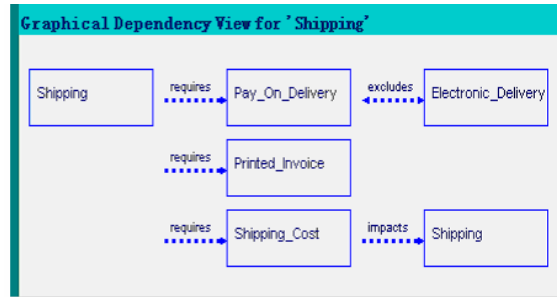 Graphical Dependency View for 'Shipping'
Shipping requires Pay_On_Delivery excludes Electronic_Delivery
requires Printed_Invoice
requires Shipping_Cost impacts Shipping